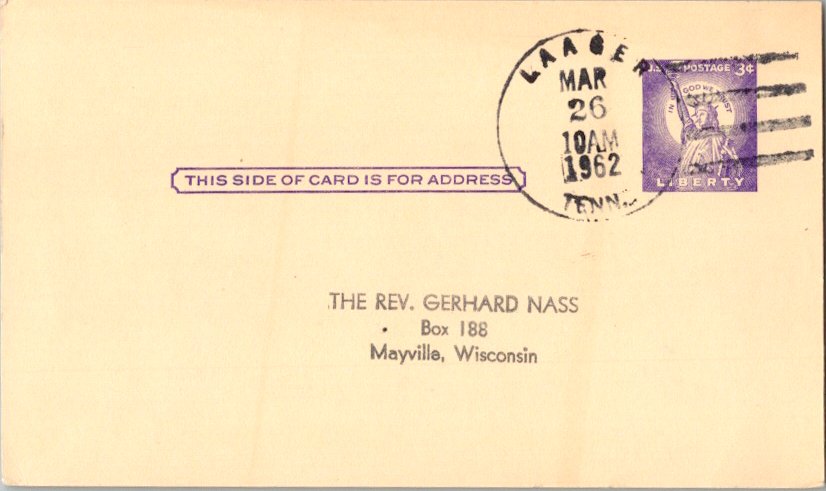 LAAGER
MAR
26
10AM
1962
TENN.
U.S. POSTAGE 3¢
IN GOD WE TRUST
LIBERTY
THIS SIDE OF CARD IS FOR ADDRESS
THE REV. GERHARD NASS
Box 188
Mayville, Wisconsin